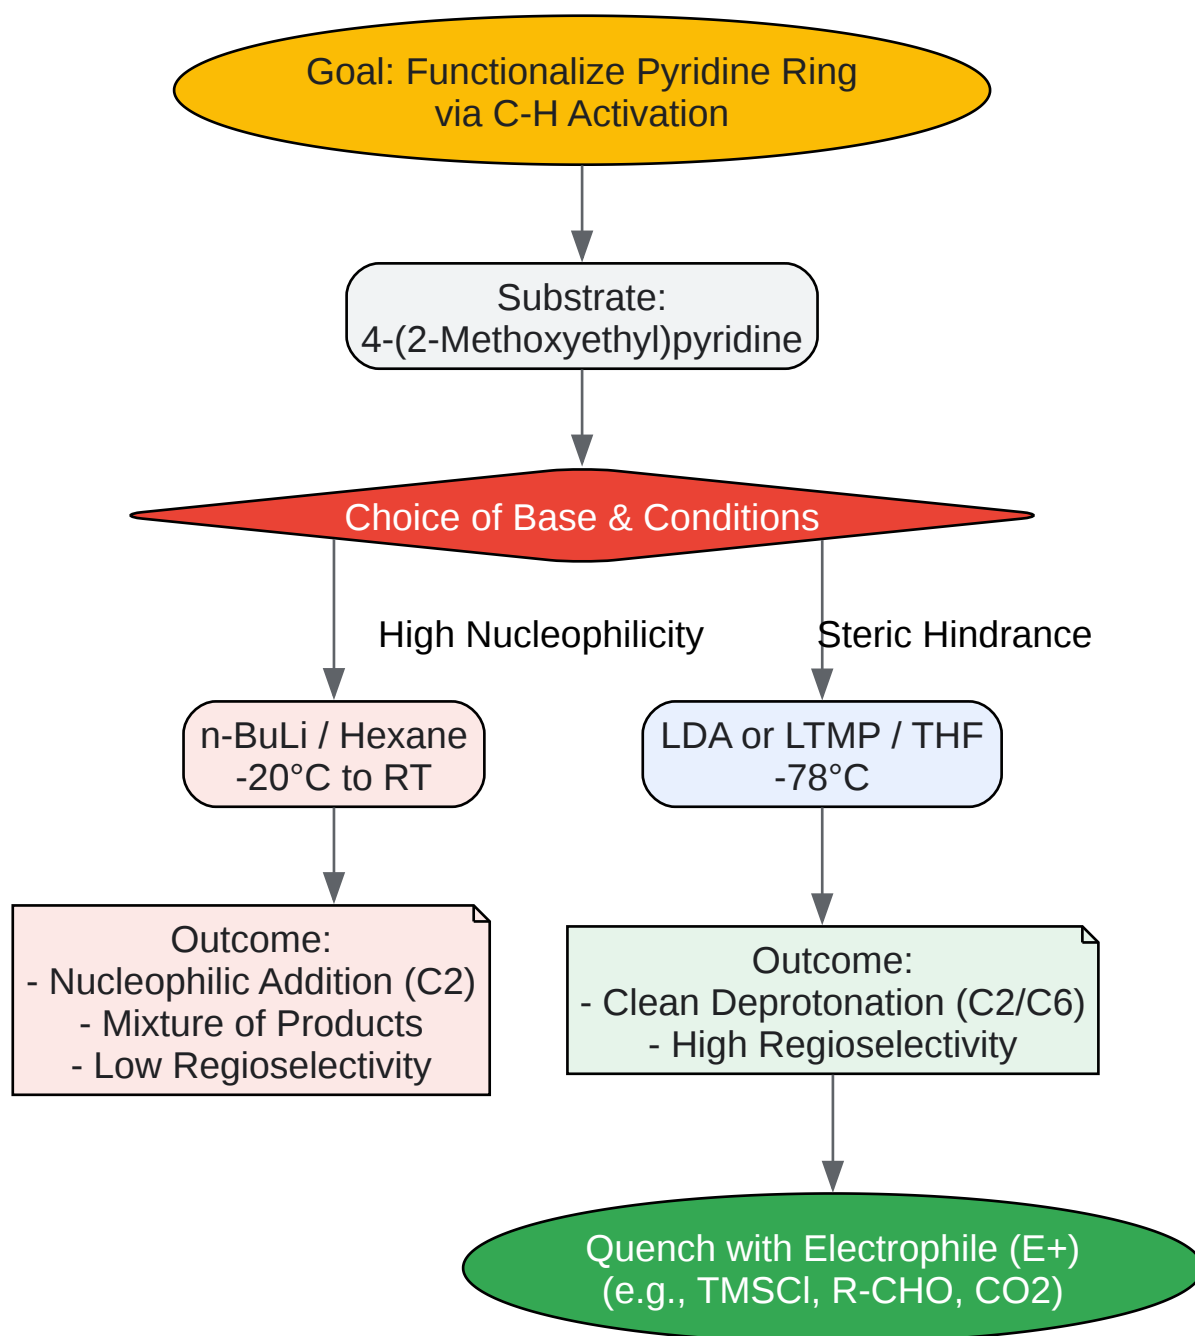 Goal: Functionalize Pyridine Ring
via C-H Activation
Substrate:
4-(2-Methoxyethyl)pyridine
Choice of Base & Conditions
High Nucleophilicity
Steric Hindrance
n-BuLi / Hexane
-20°C to RT
LDA or LTMP / THF
-78°C
Outcome:
- Nucleophilic Addition (C2)
- Mixture of Products
- Low Regioselectivity
Outcome:
- Clean Deprotonation (C2/C6)
- High Regioselectivity
Quench with Electrophile (E+)
(e.g., TMSCl, R-CHO, CO2)